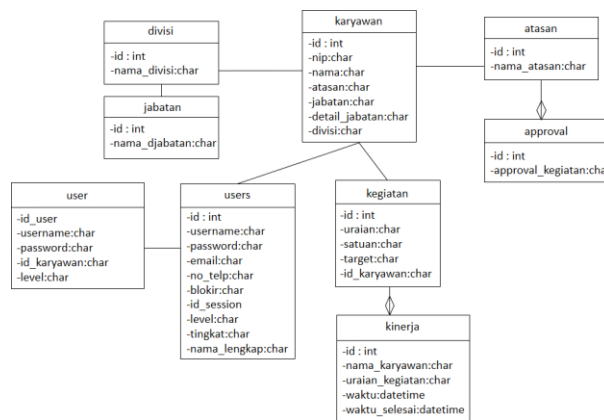 divisi
-id : int
-nama_divisi:char
jabatan
-id : int
-nama_djabatan:char
karyawan
-id : int
-nip:char
-nama:char
-atasan:char
-jabatan:char
-detail_jabatan:char
-divisi:char
atasan
-id : int
-nama_atasan:char
approval
-id : int
-approval_kegiatan:char
user
-id_user
-username:char
-password:char
-id_karyawan:char
-level:char
users
-id : int
-username:char
-password:char
-email:char
-no_telp:char
-blokir:char
-id_session
-level:char
-tingkat:char
-nama_lengkap:char
kegiatan
-id : int
-uraian:char
-satuan:char
-target:char
-id_karyawan:char
kinerja
-id : int
-nama_karyawan:char
-uraian_kegiatan:char
-waktu:datetime
-waktu_selesai:datetime